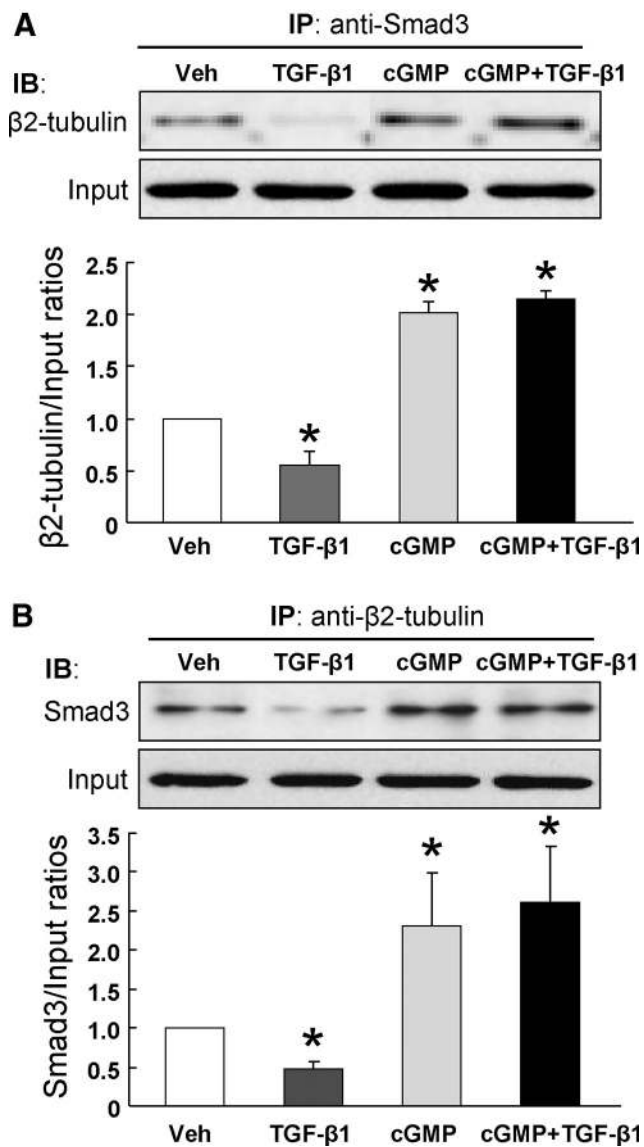 A
IP: anti-Smad3
IB: Veh TGF-β1 cGMP cGMP+TGF-β1
β2-tubulin
Input
β2-tubulin/Input ratios
2.5
2.0
1.5
1.0
0.5
0
*
*
*
Veh TGF-β1 cGMP cGMP+TGF-β1
B
IP: anti-β2-tubulin
IB: Veh TGF-β1 cGMP cGMP+TGF-β1
Smad3
Input
Smad3/Input ratios
3.5
3.0
2.5
2.0
1.5
1.0
0.5
0
*
*
*
Veh TGF-β1 cGMP cGMP+TGF-β1